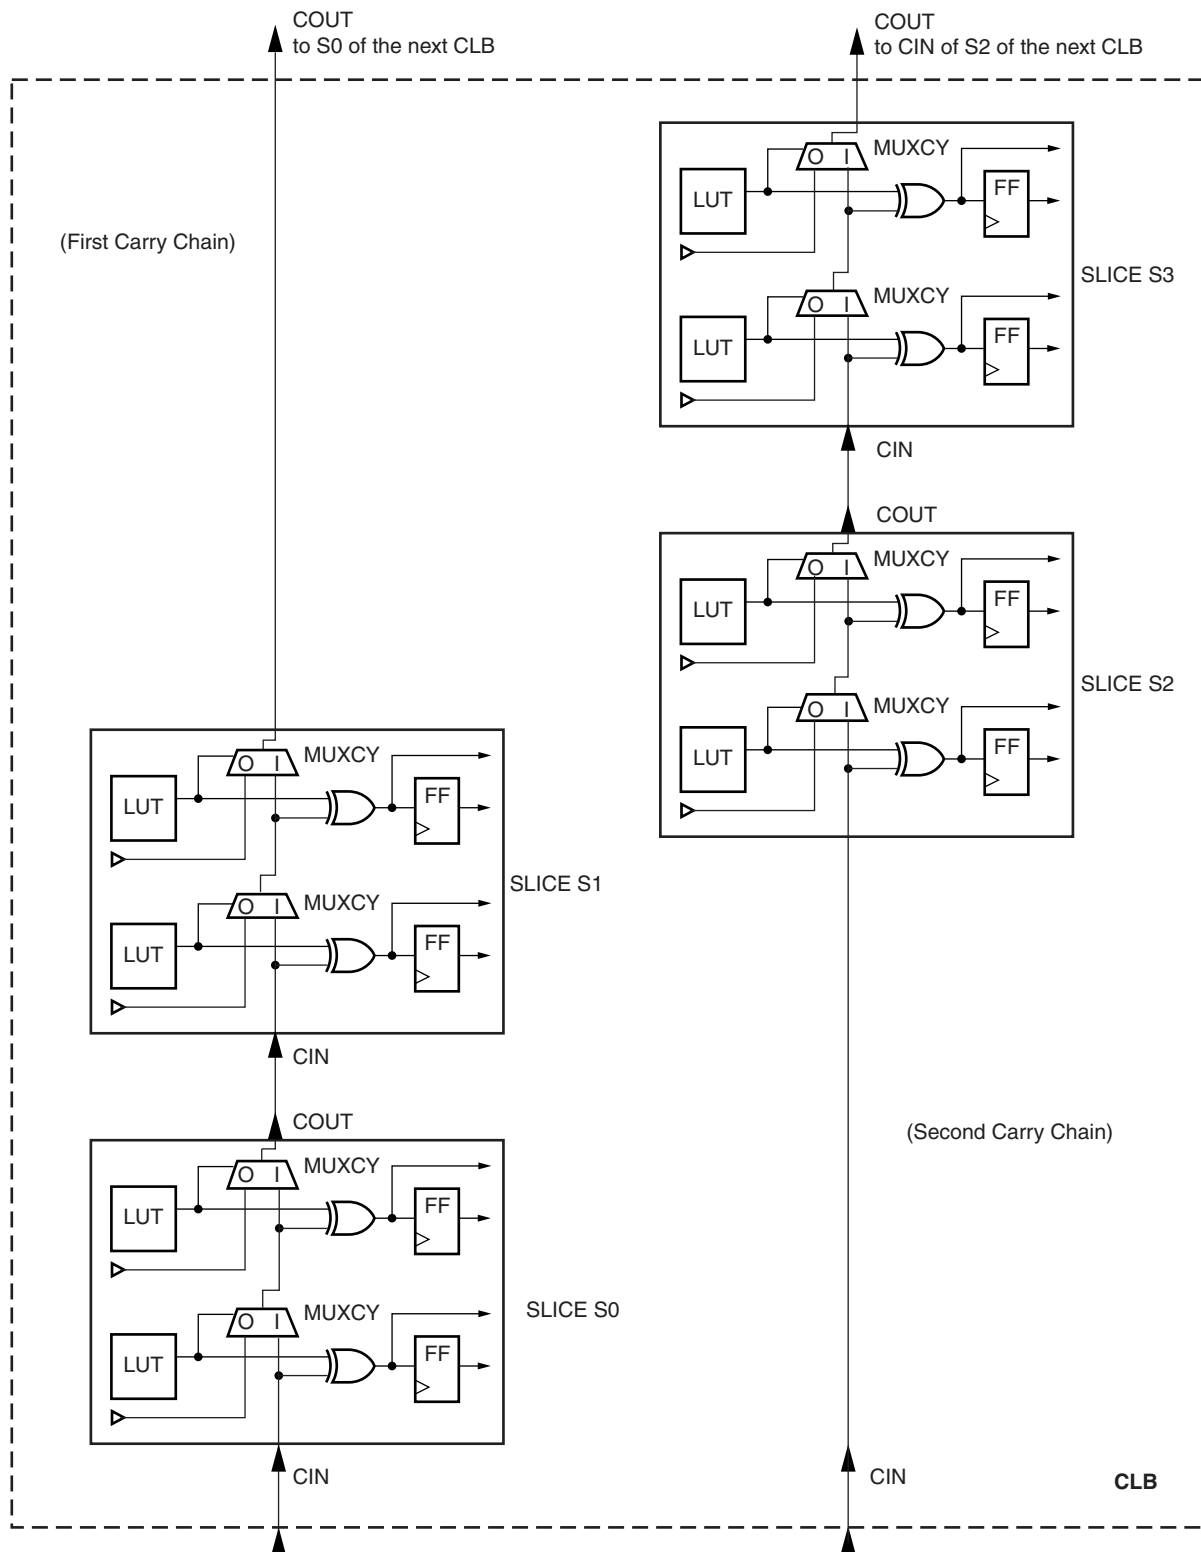 COUT
to S0 of the next CLB
COUT
to CIN of S2 of the next CLB
(First Carry Chain)
O I MUXCY
LUT
FF
SLICE S3
O I MUXCY
LUT
FF
CIN
COUT
O I MUXCY
LUT
FF
SLICE S2
O I MUXCY
LUT
FF
O I MUXCY
LUT
FF
SLICE S1
O I MUXCY
LUT
FF
CIN
COUT
(Second Carry Chain)
O I MUXCY
LUT
FF
SLICE S0
O I MUXCY
LUT
FF
CIN
CIN
CLB